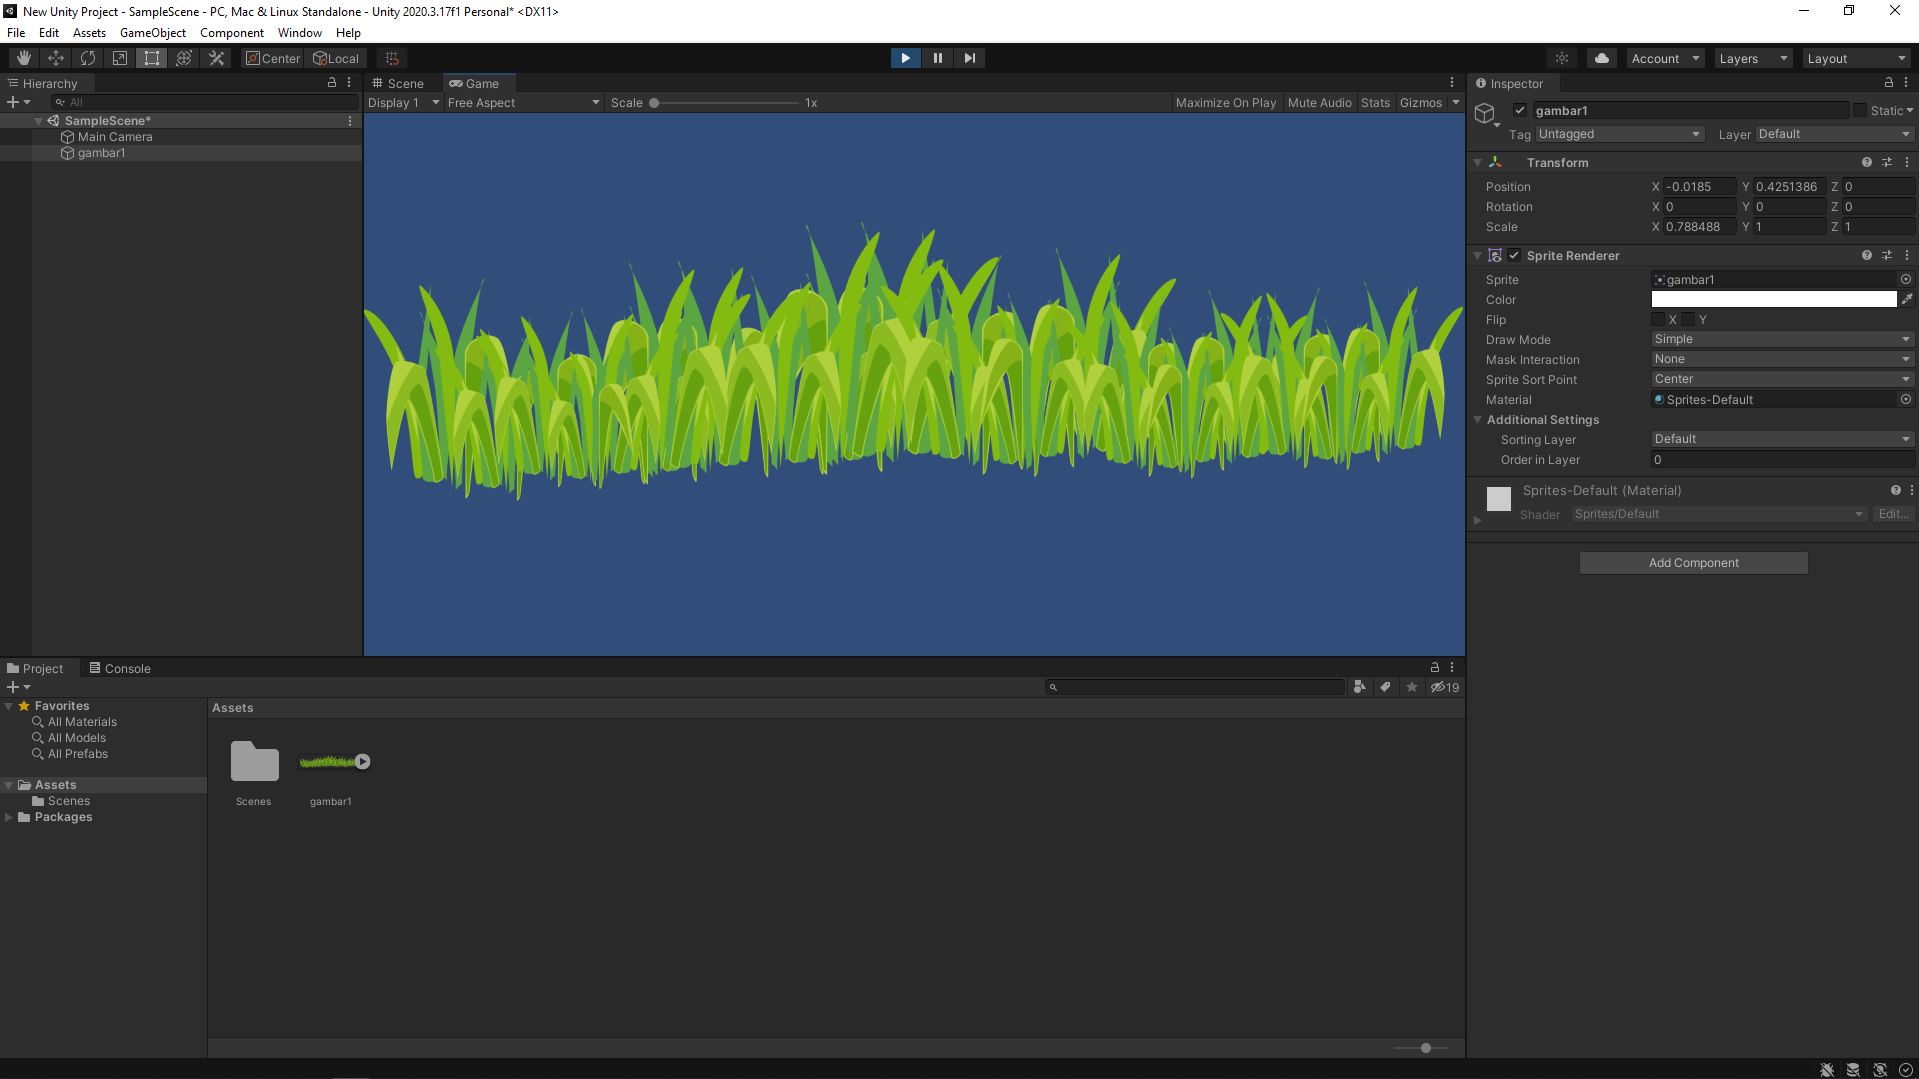 New Unity Project - SampleScene - PC, Mac & Linux Standalone - Unity 2020.3.17f1 Personal* <DX11>
File Edit Assets GameObject Component Window Help
Center Local Account Layers Layout
Hierarchy
All
SampleScene*
Main Camera
gambar1
Scene Game
Display 1 Free Aspect Scale 1x Maximize On Play Mute Audio Stats Gizmos
Inspector
gambar1 Static
Tag Untagged Layer Default
Transform
Position X -0.0185 Y 0.4251386 Z 0
Rotation X 0 Y 0 Z 0
Scale X 0.788488 Y 1 Z 1
Sprite Renderer
Sprite gambar1
Color
Flip X Y
Draw Mode Simple
Mask Interaction None
Sprite Sort Point Center
Material Sprites-Default
Additional Settings
Sorting Layer Default
Order in Layer 0
Sprites-Default (Material)
Shader Sprites/Default Edit...
Add Component
Project Console
19
Favorites
All Materials
All Models
All Prefabs
Assets
Scenes
Packages
Assets
Scenes gambar1